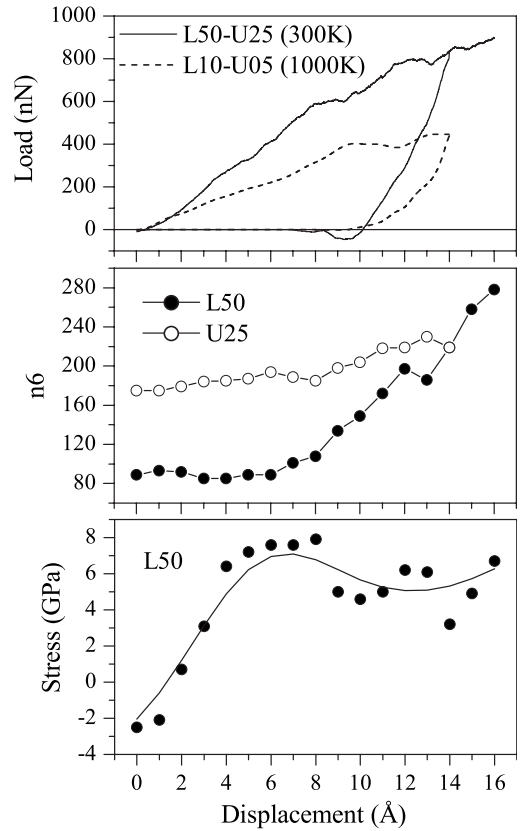 1000
800
600
400
200
0
Load (nN)
L50-U25 (300K)
L10-U05 (1000K)
280
240
200
160
120
80
n6
L50
U25
8
6
4
2
0
-2
-4
Stress (GPa)
L50
0 2 4 6 8 10 12 14 16
Displacement (Å)